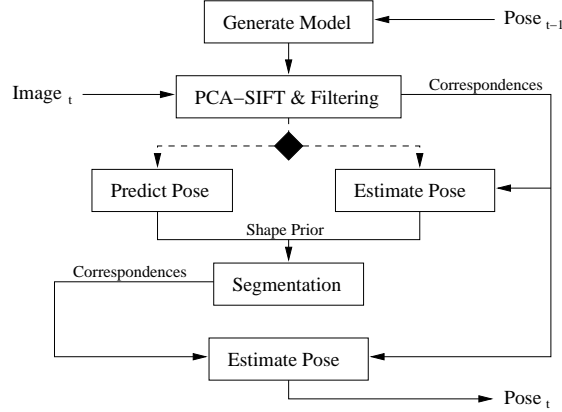 Generate Model
Pose t−1
Image t
PCA−SIFT & Filtering
Correspondences
Predict Pose
Estimate Pose
Shape Prior
Correspondences
Segmentation
Estimate Pose
Pose t